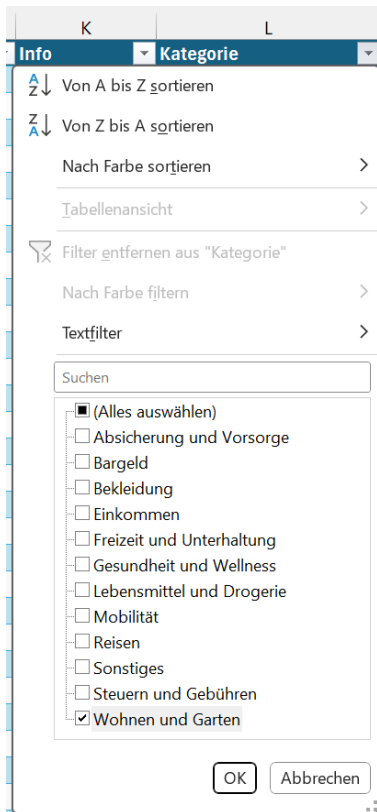 K L
Info Kategorie
Von A bis Z sortieren
Von Z bis A sortieren
Nach Farbe sortieren
Tabellenansicht
Filter entfernen aus "Kategorie"
Nach Farbe filtern
Textfilter
Suchen
(Alles auswählen)
Absicherung und Vorsorge
Bargeld
Bekleidung
Einkommen
Freizeit und Unterhaltung
Gesundheit und Wellness
Lebensmittel und Drogerie
Mobilität
Reisen
Sonstiges
Steuern und Gebühren
Wohnen und Garten
OK Abbrechen